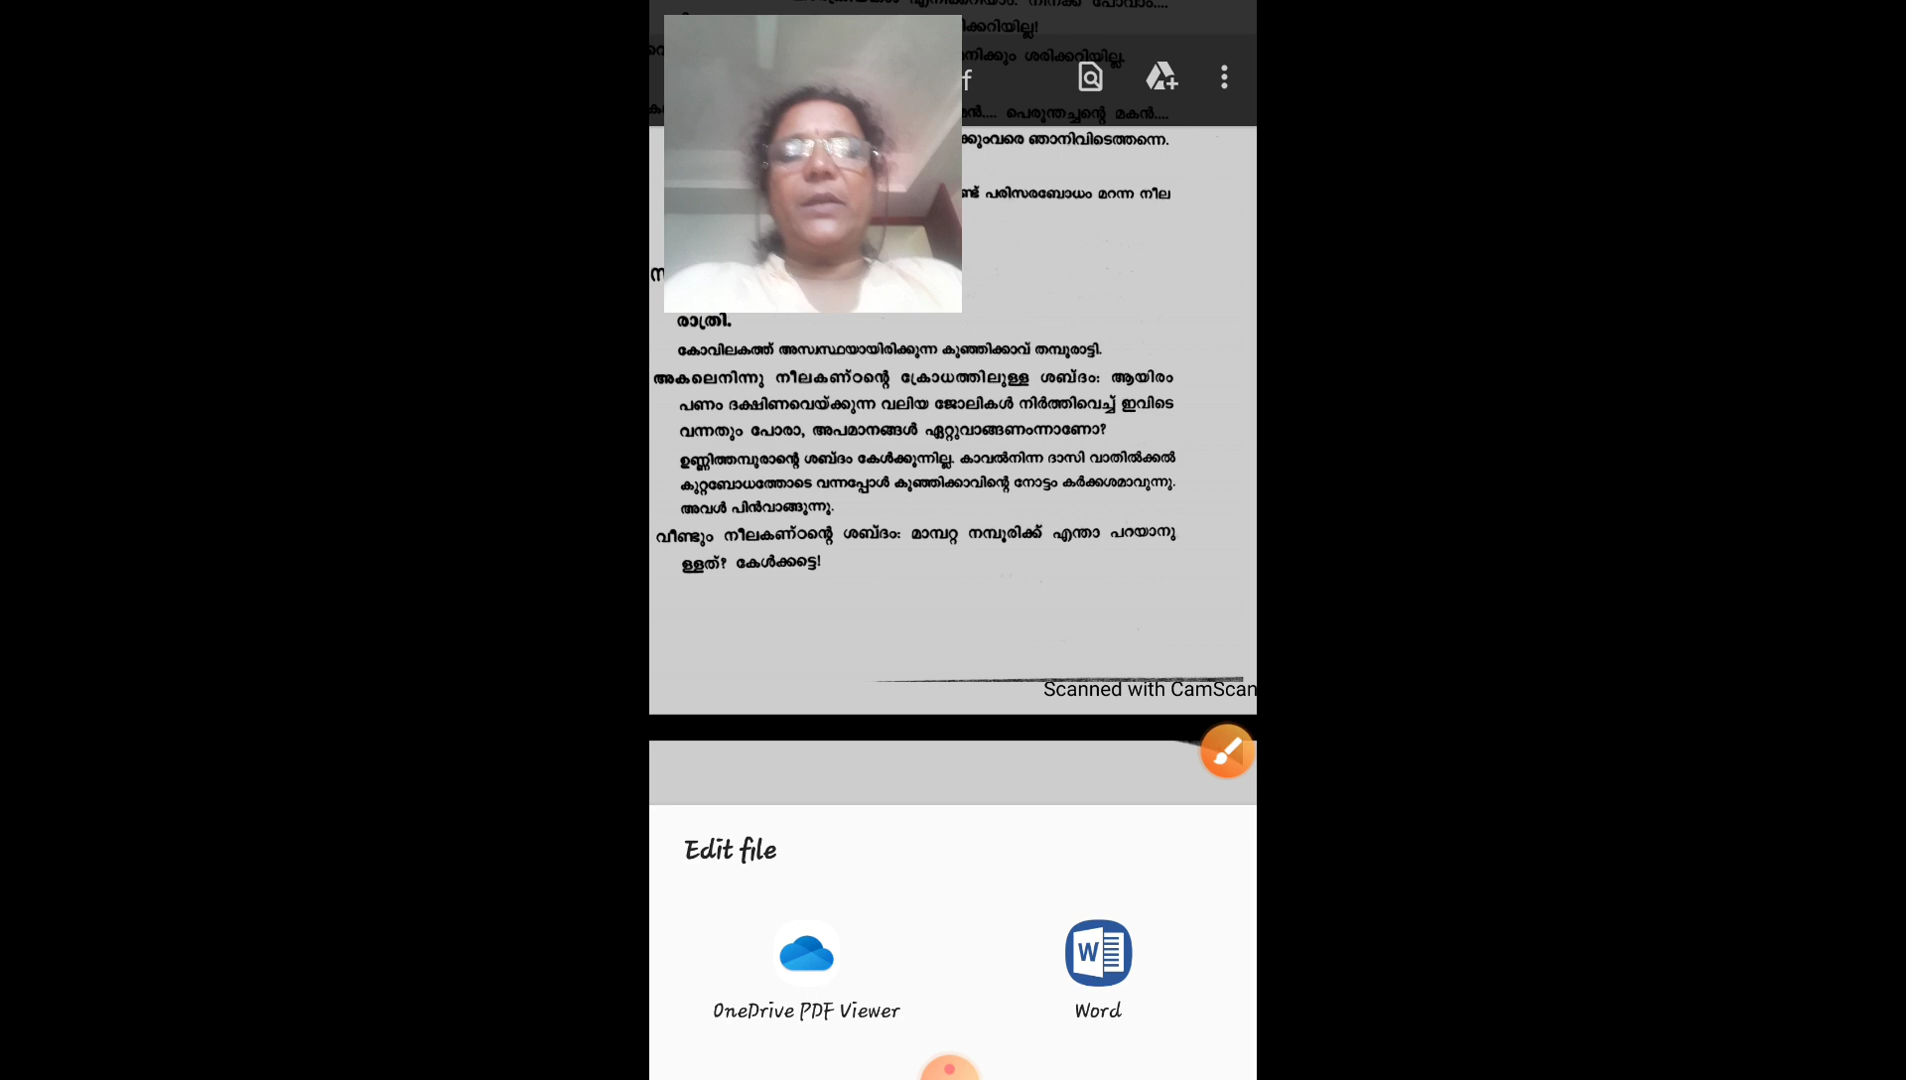 നിനക്ക് പോവാം....
ക്കറിയില്ല!
നിക്കും ശരിക്കറിയില്ല.
f
മൻ.... പെരുന്തച്ചന്റെ മകൻ....
ക്കുംവരെ ഞാനിവിടെത്തന്നെ.
ണ്ട് പരിസരബോധം മറന്ന നീല
രാത്രി.
കോവിലകത്ത് അസ്വസ്ഥയായിരിക്കുന്ന കുഞ്ഞിക്കാവ് തമ്പുരാട്ടി.
അകലെനിന്നു നീലകണ്ഠന്റെ ക്രോധത്തിലുള്ള ശബ്ദം: ആയിരം
പണം ദക്ഷിണവെയ്ക്കുന്ന വലിയ ജോലികൾ നിർത്തിവെച്ച് ഇവിടെ
വന്നതും പോരാ, അപമാനങ്ങൾ ഏറ്റുവാങ്ങണംന്നാണോ?
ഉണ്ണിത്തമ്പുരാന്റെ ശബ്ദം കേൾക്കുന്നില്ല. കാവൽനിന്ന ദാസി വാതിൽക്കൽ
കുറ്റബോധത്തോടെ വന്നപ്പോൾ കുഞ്ഞിക്കാവിന്റെ നോട്ടം കർക്കശമാവുന്നു.
അവൾ പിൻവാങ്ങുന്നു.
വീണ്ടും നീലകണ്ഠന്റെ ശബ്ദം: മാമ്പറ്റ നമ്പൂരിക്ക് എന്താ പറയാനു
ള്ളത്? കേൾക്കട്ടെ!
Scanned with CamScan
Edit file
OneDrive PDF Viewer
W
Word